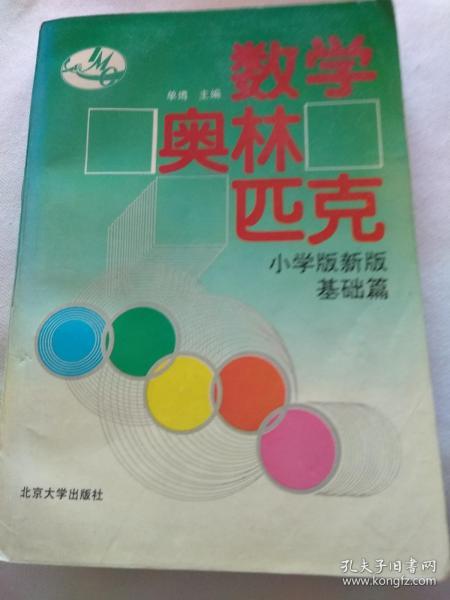 单墫 主编
数学
奥林
匹克
小学版新版
基础篇
北京大学出版社
孔夫子旧书网
www.kongfz.com